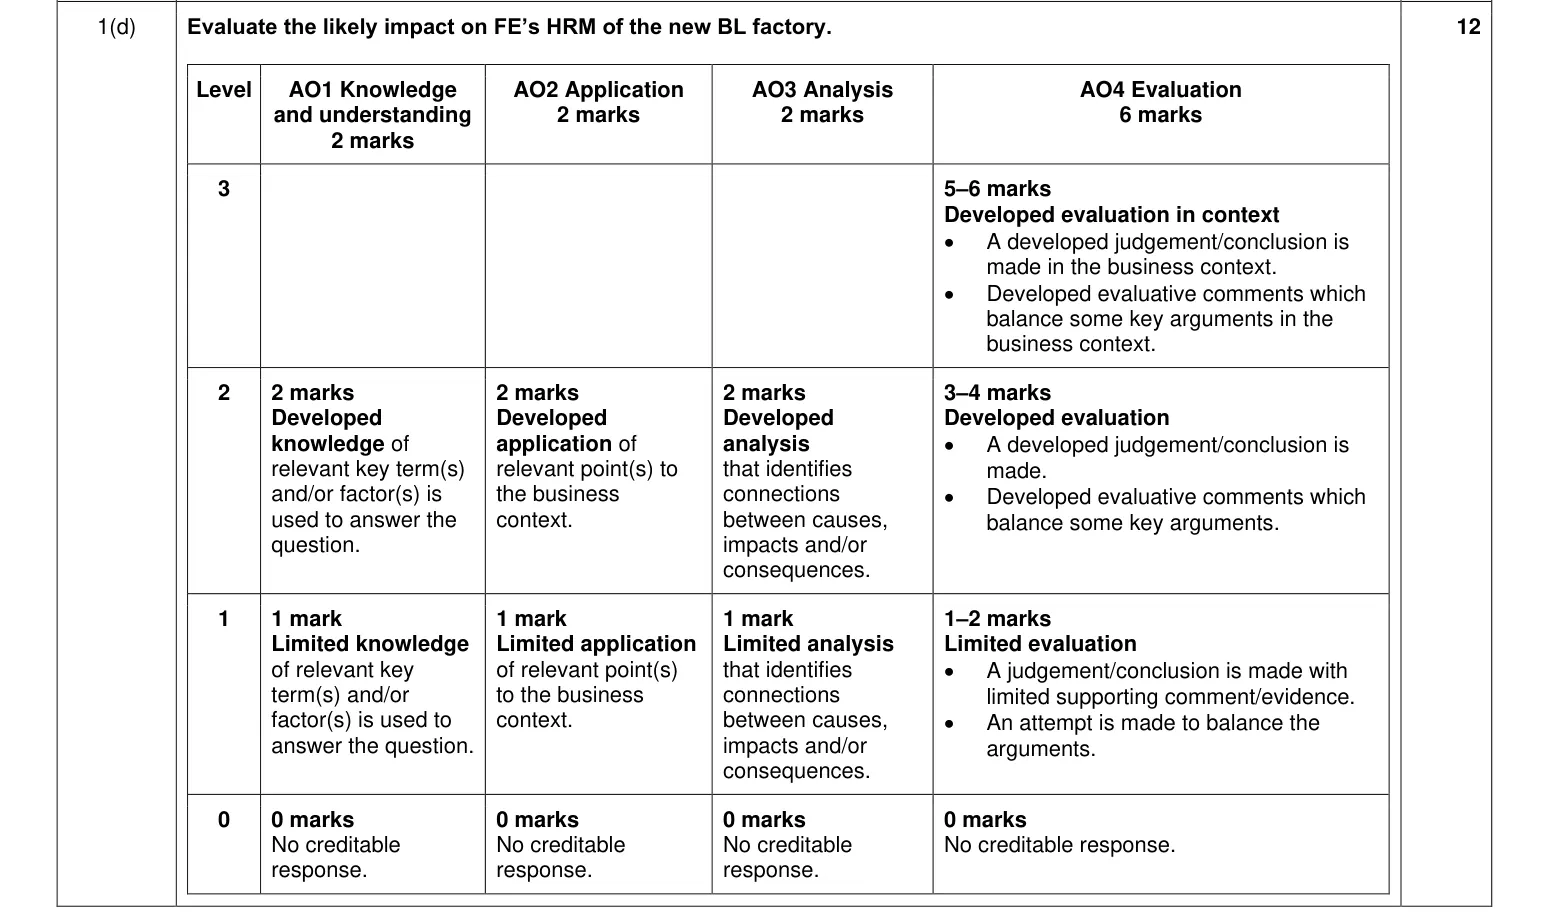 1(d) Evaluate the likely impact on FE's HRM of the new BL factory. 12
Level AO1 Knowledge and understanding 2 marks AO2 Application 2 marks AO3 Analysis 2 marks AO4 Evaluation 6 marks
3
5–6 marks
Developed evaluation in context
• A developed judgement/conclusion is
made in the business context.
• Developed evaluative comments which
balance some key arguments in the
business context.
2
2 marks
Developed
knowledge of
relevant key term(s)
and/or factor(s) is
used to answer the
question.
2 marks
Developed
application of
relevant point(s) to
the business
context.
2 marks
Developed
analysis
that identifies
connections
between causes,
impacts and/or
consequences.
3–4 marks
Developed evaluation
• A developed judgement/conclusion is
made.
• Developed evaluative comments which
balance some key arguments.
1
1 mark
Limited knowledge
of relevant key
term(s) and/or
factor(s) is used to
answer the question.
1 mark
Limited application
of relevant point(s)
to the business
context.
1 mark
Limited analysis
that identifies
connections
between causes,
impacts and/or
consequences.
1–2 marks
Limited evaluation
• A judgement/conclusion is made with
limited supporting comment/evidence.
• An attempt is made to balance the
arguments.
0
0 marks
No creditable
response.
0 marks
No creditable
response.
0 marks
No creditable
response.
0 marks
No creditable response.